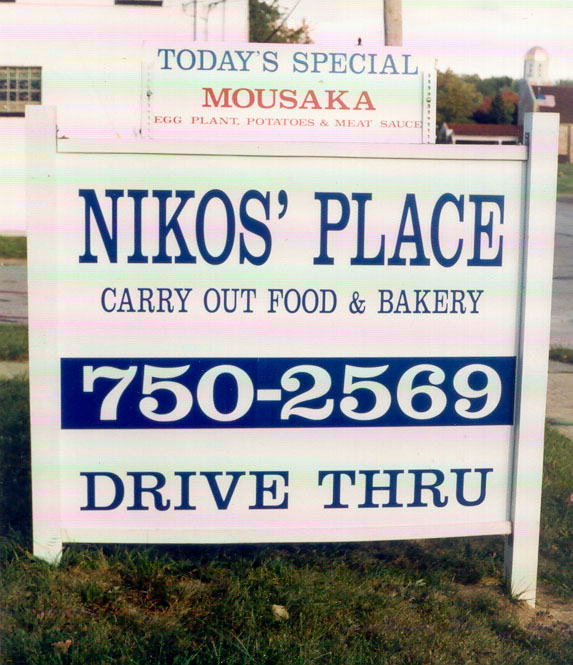 TODAY'S SPECIAL
MOUSAKA
EGG PLANT, POTATOES & MEAT SAUCE
NIKOS' PLACE
CARRY OUT FOOD & BAKERY
750-2569
DRIVE THRU